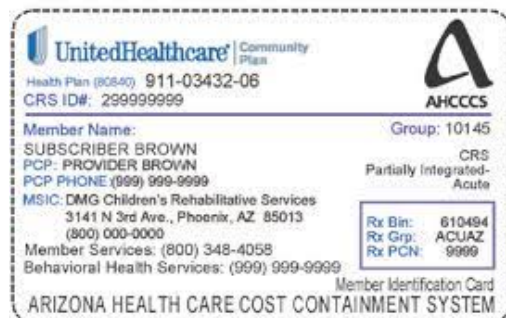 UnitedHealthcare® | Community Plan
AHCCCS
Health Plan (80840) 911-03432-06
CRS ID#: 299999999
Member Name:
SUBSCRIBER BROWN
PCP: PROVIDER BROWN
PCP PHONE:(999) 999-9999
MSIC: DMG Children's Rehabilitative Services
3141 N 3rd Ave., Phoenix, AZ 85013
(800) 000-0000
Member Services: (800) 348-4058
Behavioral Health Services: (999) 999-9999
Group: 10145
CRS
Partially Integrated-
Acute
Rx Bin: 610494
Rx Grp: ACUAZ
Rx PCN: 9999
Member Identification Card
ARIZONA HEALTH CARE COST CONTAINMENT SYSTEM